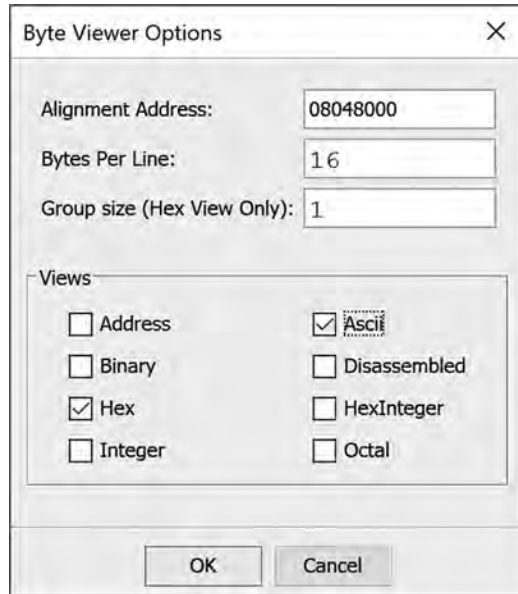 Byte Viewer Options
Alignment Address: 08048000
Bytes Per Line: 16
Group size (Hex View Only): 1
Views
Address Ascii
Binary Disassembled
Hex HexInteger
Integer Octal
OK Cancel